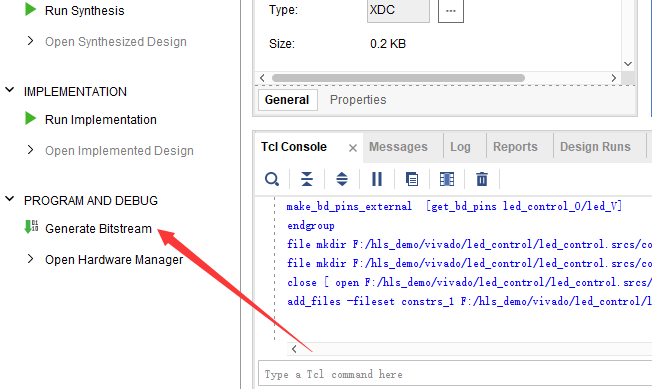 Run Synthesis
Open Synthesized Design
IMPLEMENTATION
Run Implementation
Open Implemented Design
PROGRAM AND DEBUG
Generate Bitstream
Open Hardware Manager
Type:
XDC
...
Size:
0.2 KB
General
Properties
Tcl Console
Messages
Log
Reports
Design Runs
make_bd_pins_external [get_bd_pins led_control_0/led_V]
endgroup
file mkdir F:/hls_demo/vivado/led_control/led_control.srcs/co
file mkdir F:/hls_demo/vivado/led_control/led_control.srcs/co
close [ open F:/hls_demo/vivado/led_control/led_control.srcs/
add_files -fileset constrs_1 F:/hls_demo/vivado/led_control/l
Type a Tcl command here